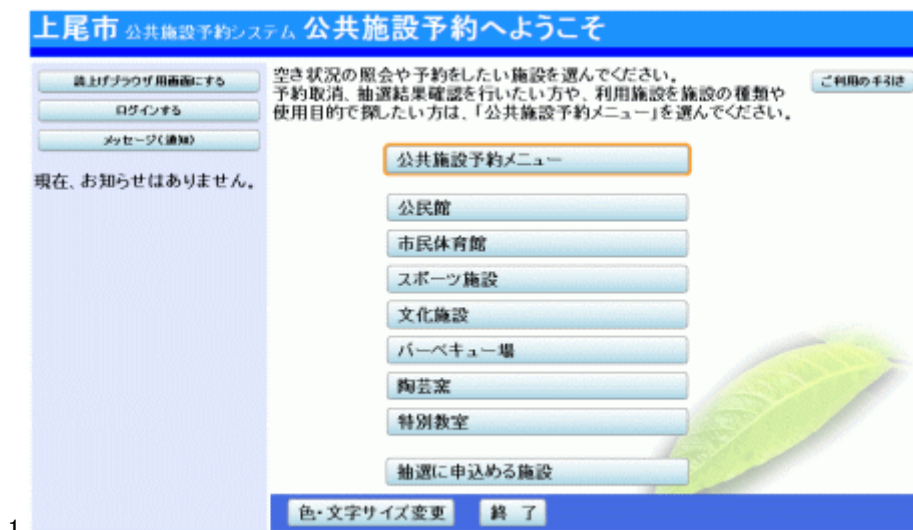 上尾市 公共施設予約システム 公共施設予約へようこそ
読上げブラウザ用画面にする
ログインする
メッセージ(通知)
現在、お知らせはありません。
空き状況の照会や予約をしたい施設を選んでください。
予約取消、抽選結果確認を行いたい方や、利用施設を施設の種類や
使用目的で探したい方は、「公共施設予約メニュー」を選んでください。
ご利用の手引き
公共施設予約メニュー
公民館
市民体育館
スポーツ施設
文化施設
バーベキュー場
陶芸窯
特別教室
抽選に申込める施設
色・文字サイズ変更
終 了
1